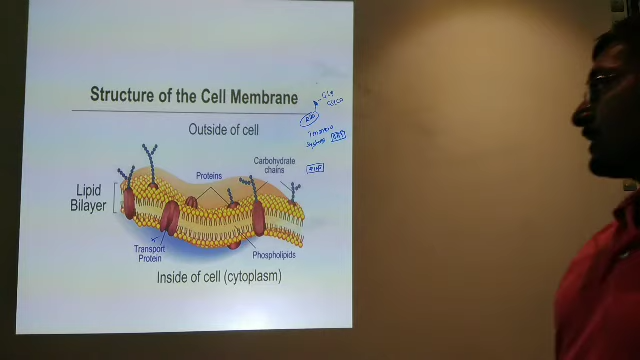 Structure of the Cell Membrane
Outside of cell
Carbohydrate
chains
Proteins
Lipid
Bilayer
Transport
Protein
Phospholipids
Inside of cell (cytoplasm)